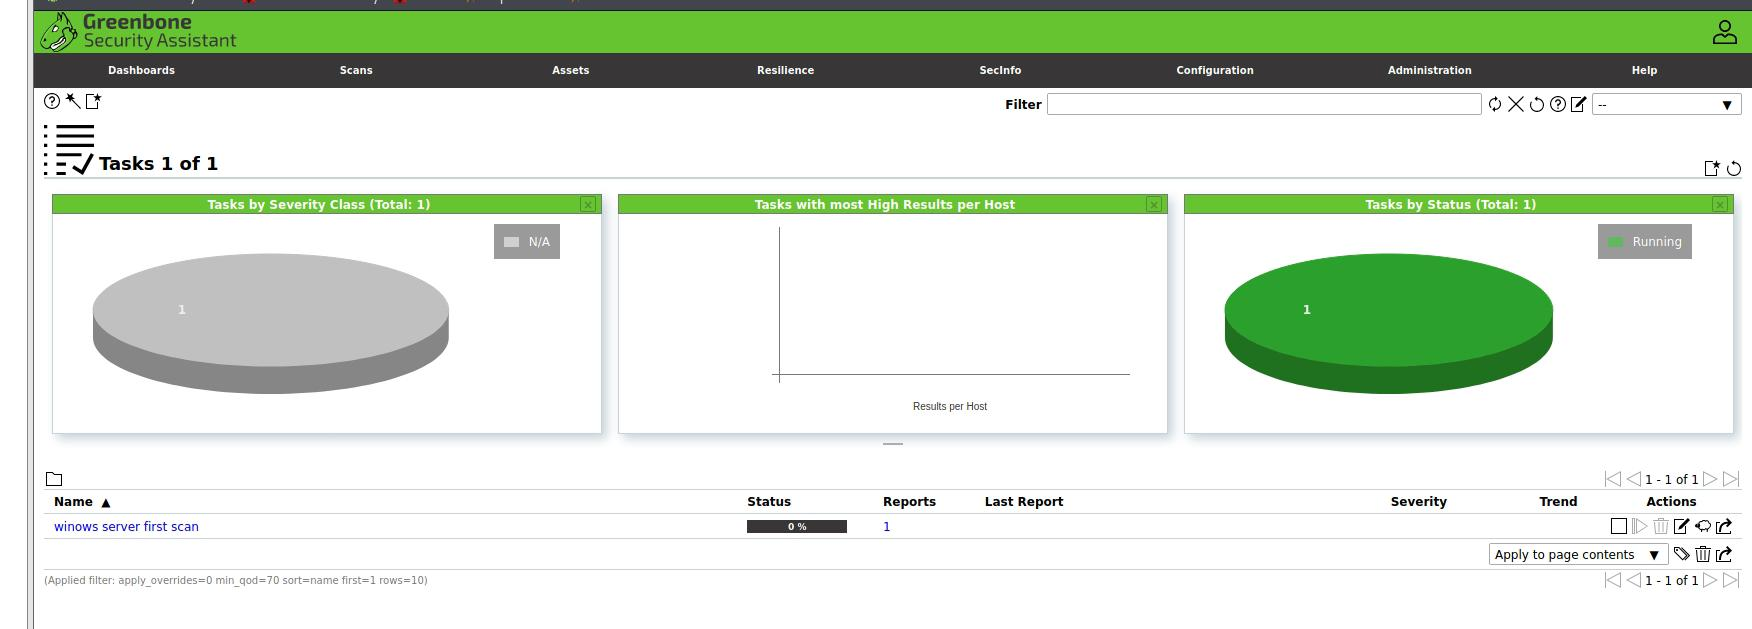 Greenbone
Security Assistant
Dashboards Scans Assets Resilience SecInfo Configuration Administration Help
Filter --
Tasks 1 of 1
Tasks by Severity Class (Total: 1) Tasks with most High Results per Host Tasks by Status (Total: 1)
N/A Running
1 1
Results per Host
1 - 1 of 1
Name ▲ Status Reports Last Report Severity Trend Actions
winows server first scan 0 % 1
Apply to page contents ▼
(Applied filter: apply_overrides=0 min_qod=70 sort=name first=1 rows=10) 1 - 1 of 1